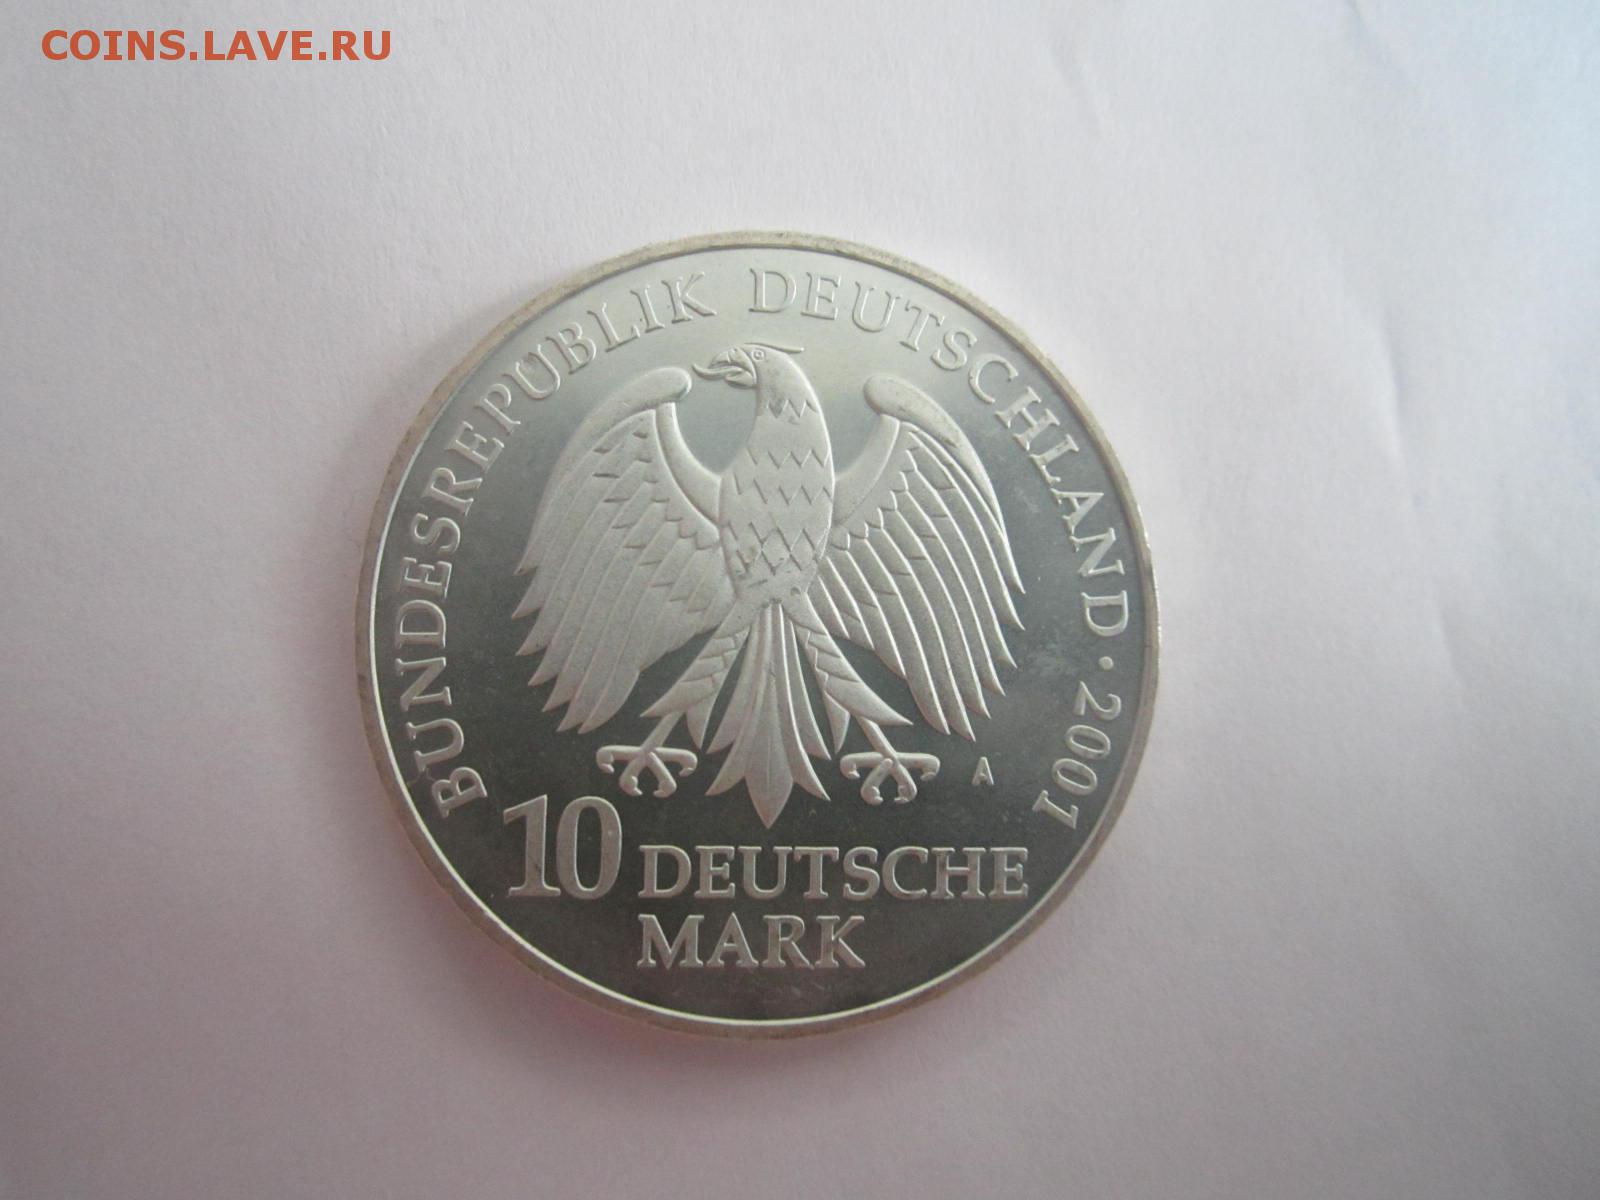 COINS.LAVE.RU
BUNDESREPUBLIK DEUTSCHLAND · 2001
A
10 DEUTSCHE
MARK